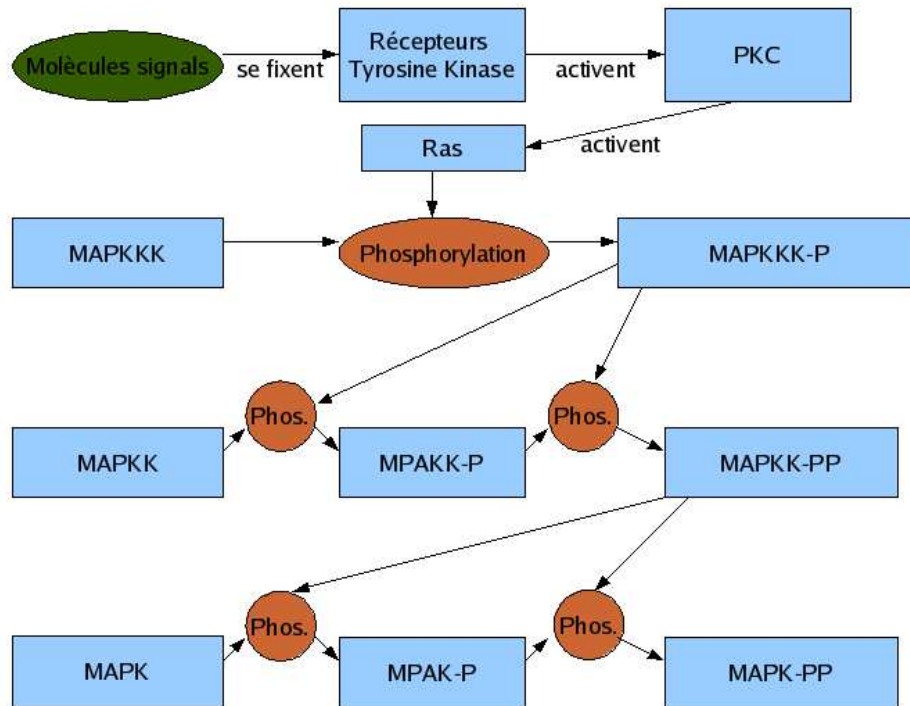 Molècules signals
se fixent
Récepteurs
Tyrosine Kinase
activent
PKC
Ras
activent
MAPKKK
Phosphorylation
MAPKKK-P
Phos.
Phos.
MAPKK
MPAKK-P
MAPKK-PP
Phos.
Phos.
MAPK
MPAK-P
MAPK-PP